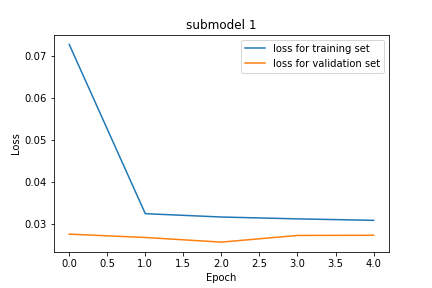 submodel 1
loss for training set
loss for validation set
Loss
0.07
0.06
0.05
0.04
0.03
0.0 0.5 1.0 1.5 2.0 2.5 3.0 3.5 4.0
Epoch